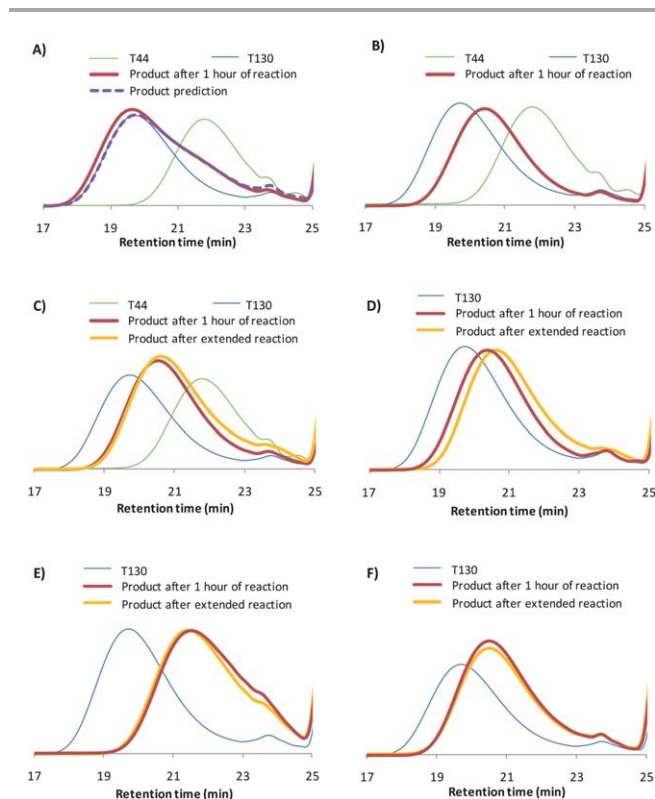 A)
T44 T130
Product after 1 hour of reaction
Product prediction
17 19 21 23 25
Retention time (min)
B)
T44 T130
Product after 1 hour of reaction
17 19 21 23 25
Retention time (min)
C)
T44 T130
Product after 1 hour of reaction
Product after extended reaction
17 19 21 23 25
Retention time (min)
D)
T130
Product after 1 hour of reaction
Product after extended reaction
17 19 21 23 25
Retention time (min)
E)
T130
Product after 1 hour of reaction
Product after extended reaction
17 19 21 23 25
Retention time (min)
F)
T130
Product after 1 hour of reaction
Product after extended reaction
17 19 21 23 25
Retention time (min)